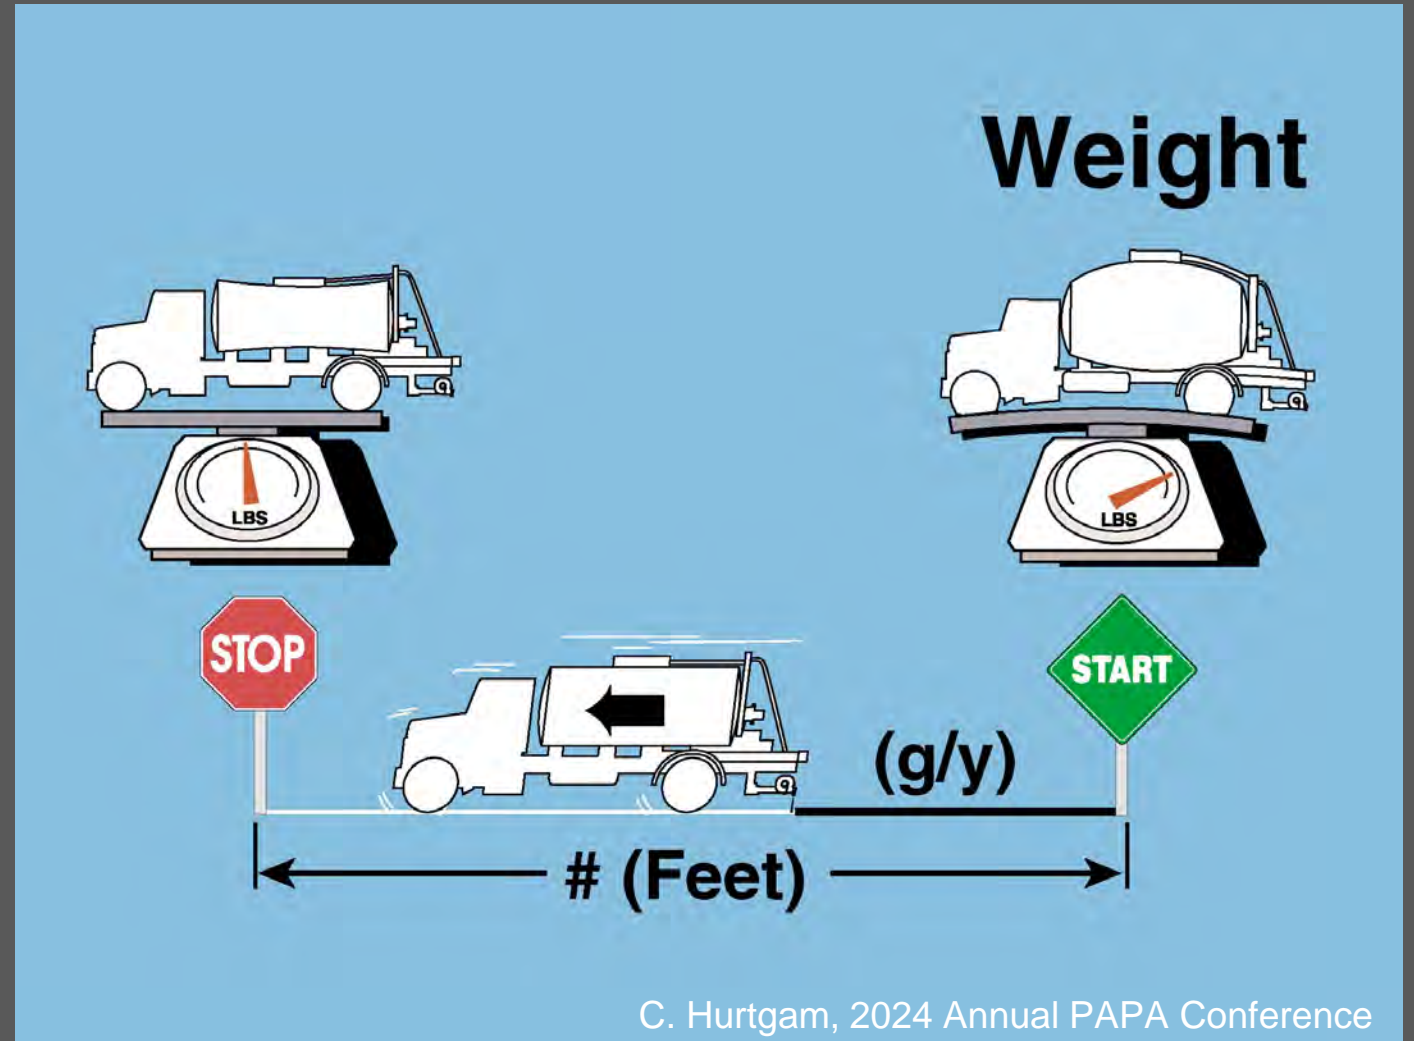 Weight
LBS
LBS
STOP
START
(g/y)
# (Feet)
C. Hurtgam, 2024 Annual PAPA Conference